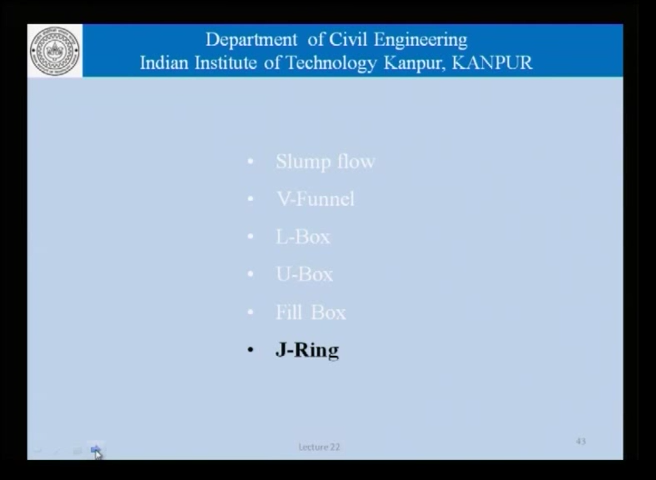 Department of Civil Engineering
Indian Institute of Technology Kanpur, KANPUR
• Slump flow
• V-Funnel
• L-Box
• U-Box
• Fill Box
• J-Ring
Lecture 22
43